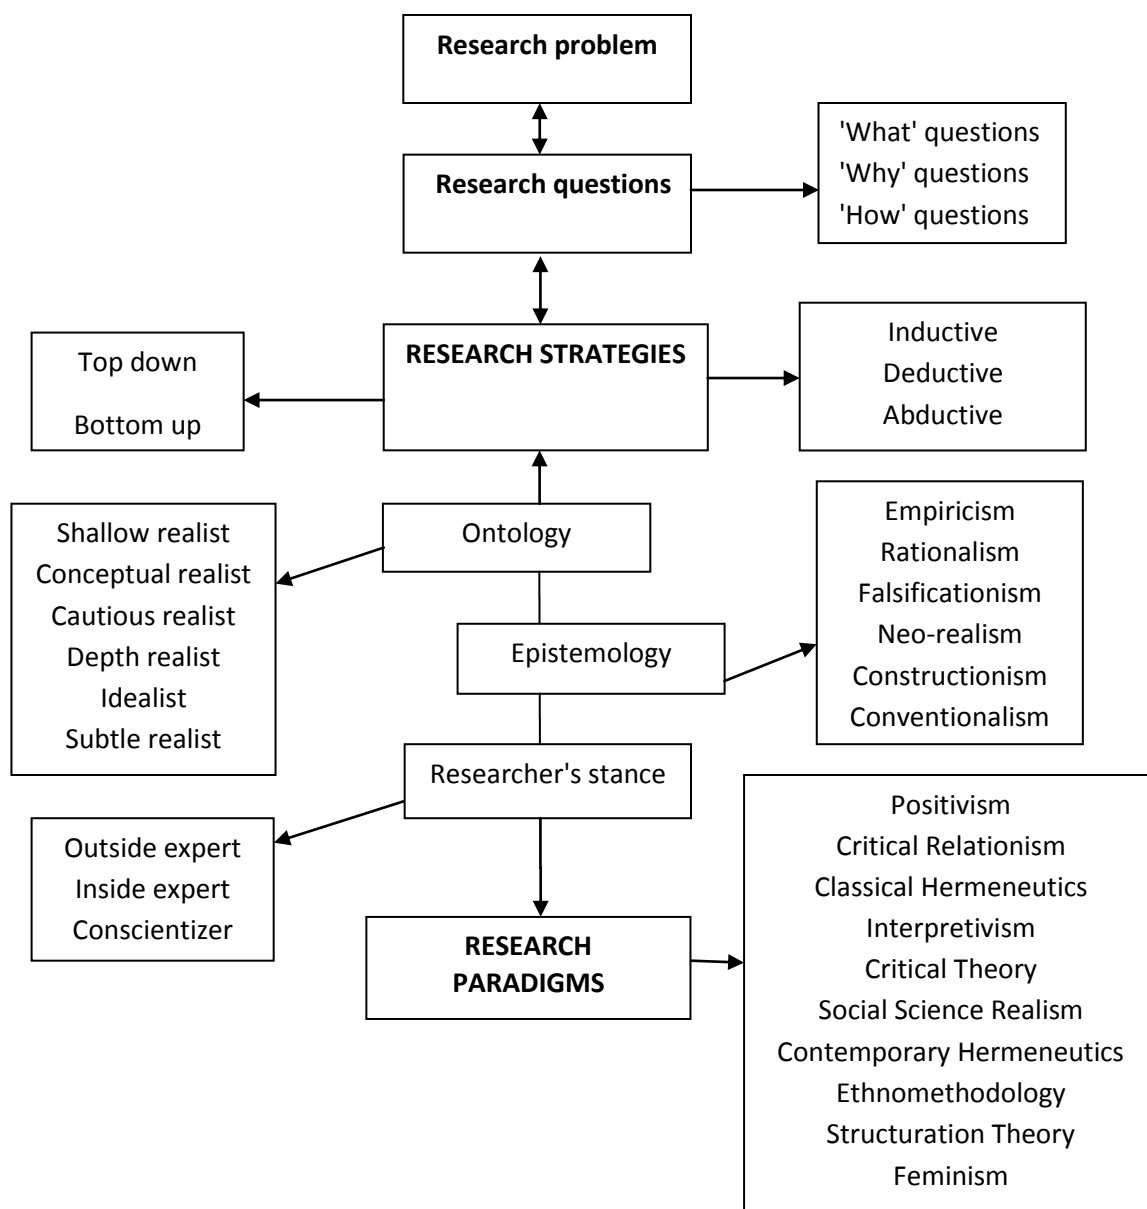 Research problem
Research questions
'What' questions
'Why' questions
'How' questions
RESEARCH STRATEGIES
Top down
Bottom up
Inductive
Deductive
Abductive
Ontology
Shallow realist
Conceptual realist
Cautious realist
Depth realist
Idealist
Subtle realist
Epistemology
Empiricism
Rationalism
Falsificationism
Neo-realism
Constructionism
Conventionalism
Researcher's stance
Outside expert
Inside expert
Conscientizer
RESEARCH
PARADIGMS
Positivism
Critical Relationism
Classical Hermeneutics
Interpretivism
Critical Theory
Social Science Realism
Contemporary Hermeneutics
Ethnomethodology
Structuration Theory
Feminism